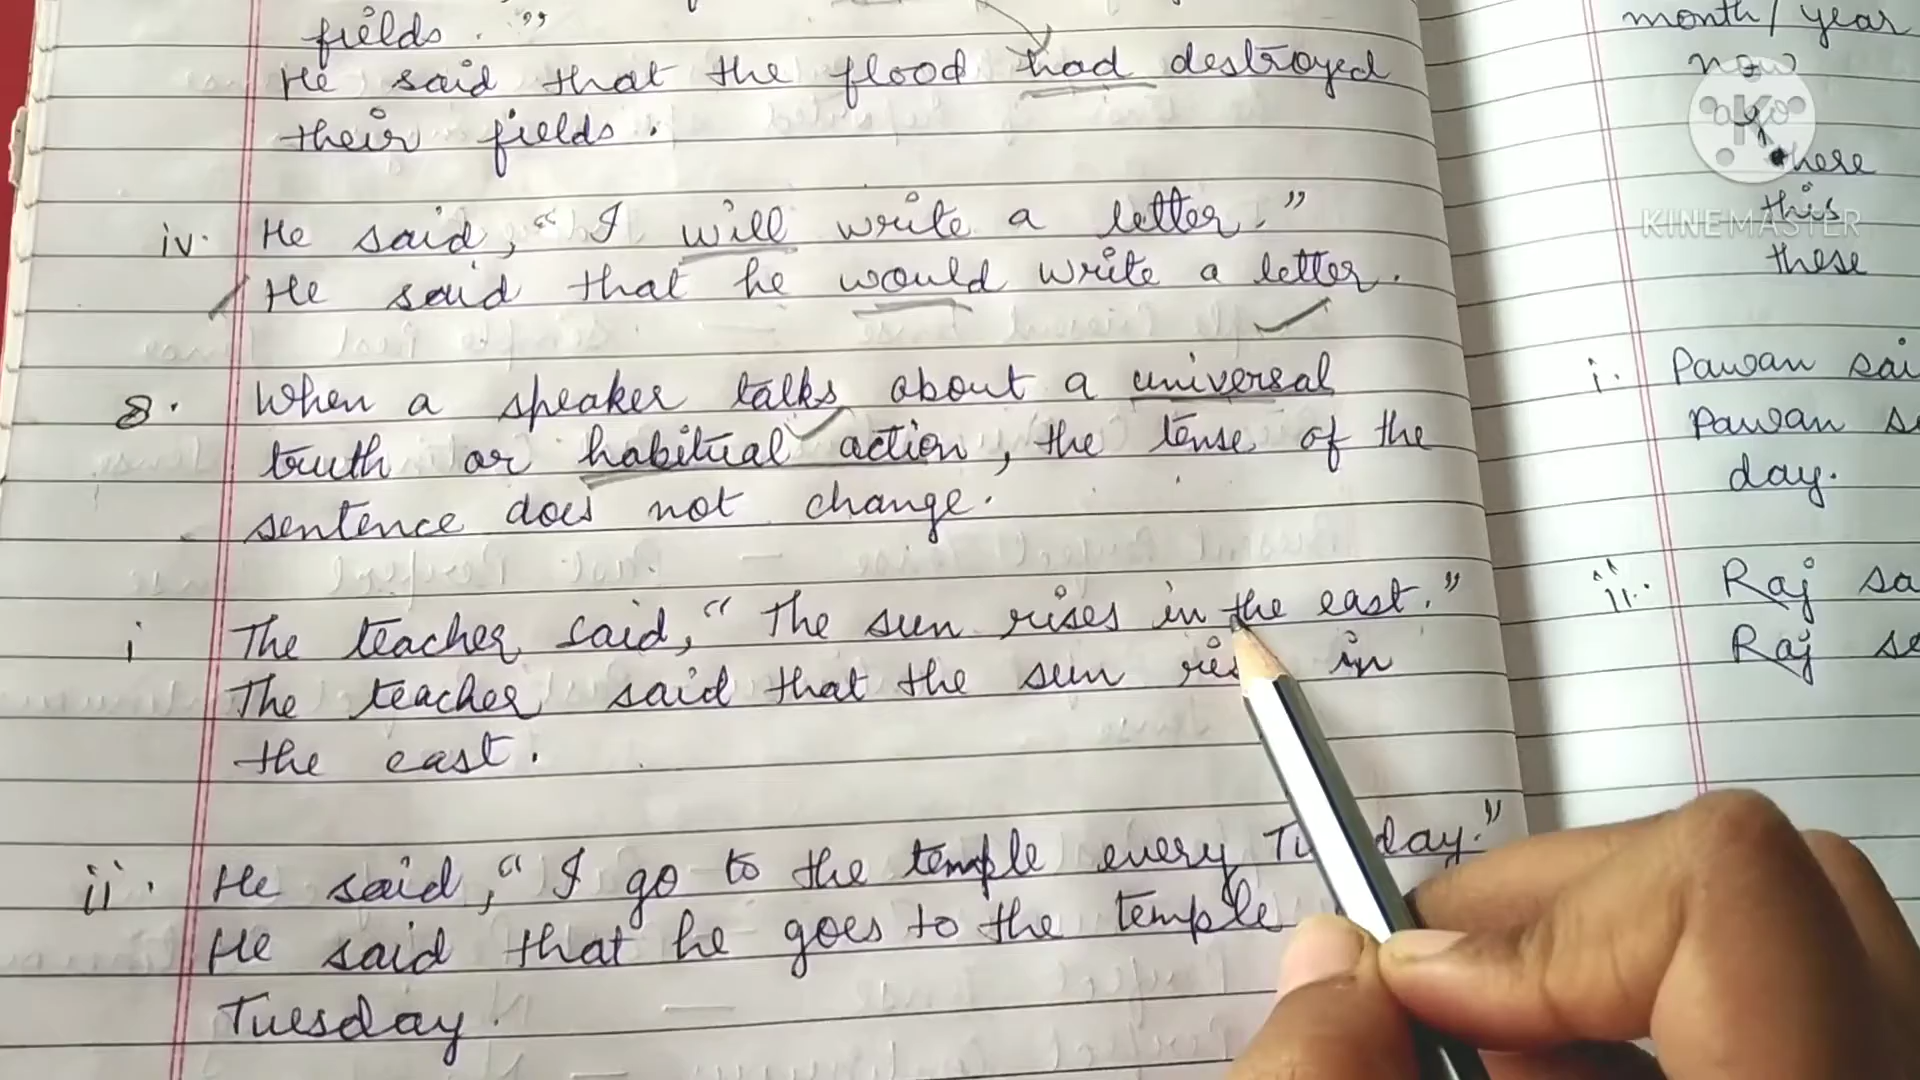 fields."
He said that the flood had destroyed
their fields.
iv. He said, "I will write a letter."
He said that he would write a letter.
8. When a speaker talks about a universal
truth or habitual action, the tense of the
sentence does not change.
i The teacher said, "The sun rises in the east."
The teacher said that the sun in
the east.
ii. He said, "I go to the temple every
He said that he goes to the temple
Tuesday.
month/year
now
here
this
these
KINEMASTER
i. Pawan
Pawan
day.
ii. Raj
Raj